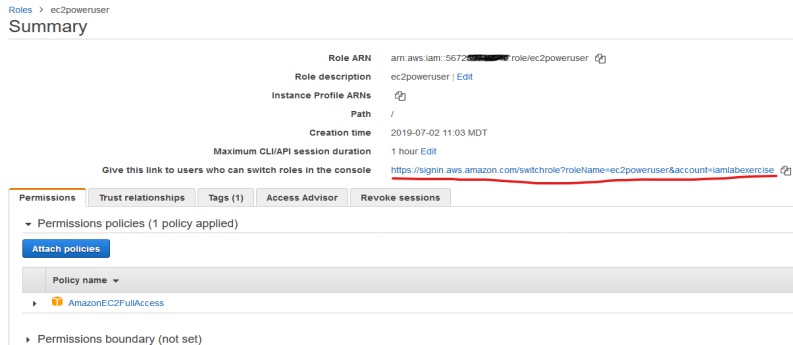 Roles > ec2poweruser
Summary
Role ARN arn:aws:iam::5672 :role/ec2poweruser
Role description ec2poweruser | Edit
Instance Profile ARNs
Path /
Creation time 2019-07-02 11:03 MDT
Maximum CLI/API session duration 1 hour Edit
Give this link to users who can switch roles in the console https://signin.aws.amazon.com/switchrole?roleName=ec2poweruser&account=iamlabexercise
Permissions Trust relationships Tags (1) Access Advisor Revoke sessions
Permissions policies (1 policy applied)
Attach policies
Policy name
AmazonEC2FullAccess
Permissions boundary (not set)